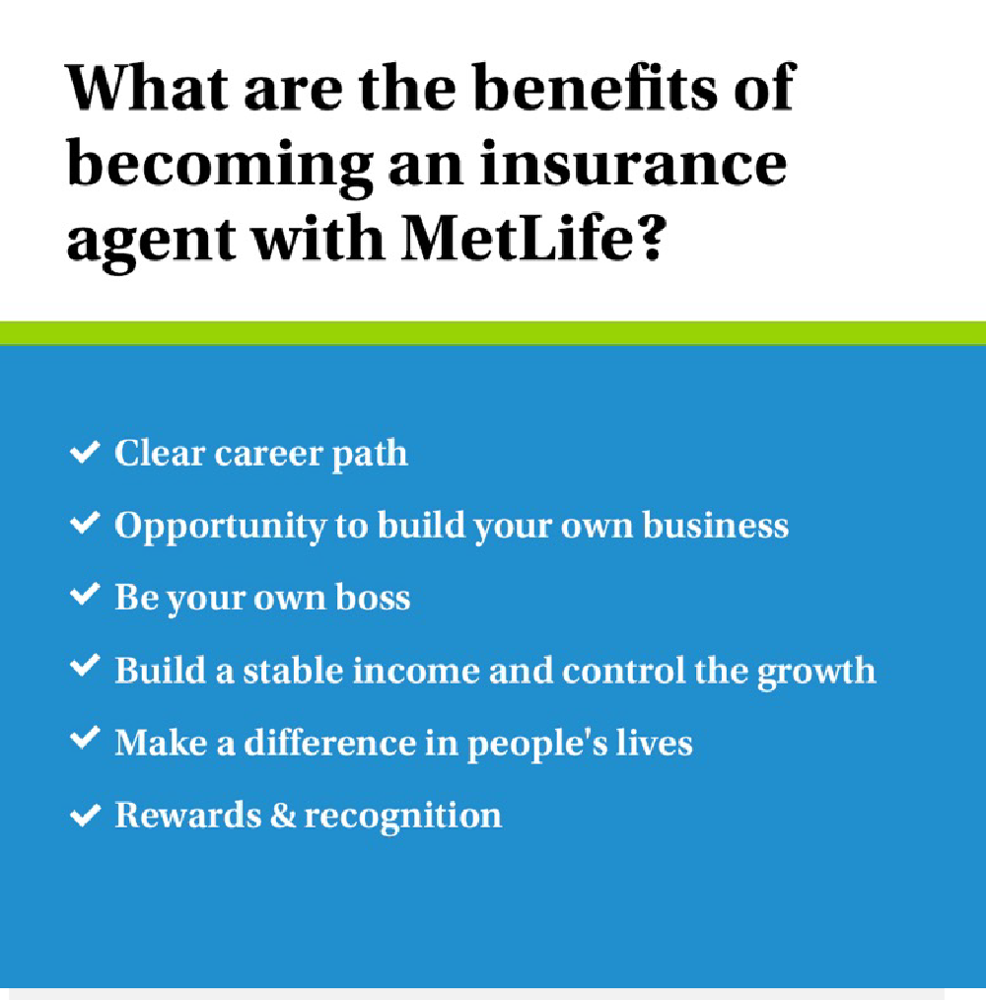 What are the benefits of
becoming an insurance
agent with MetLife?
Clear career path
Opportunity to build your own business
Be your own boss
Build a stable income and control the growth
Make a difference in people's lives
Rewards & recognition